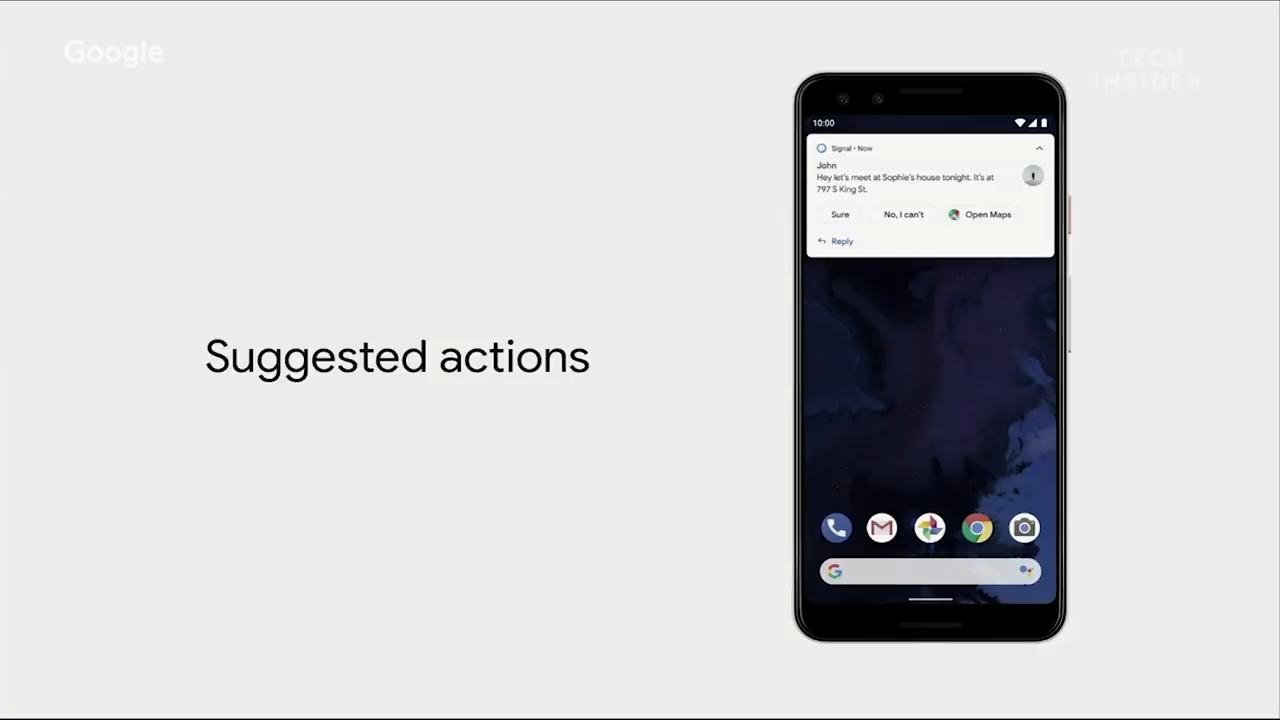 Google
TECH
INSIDER
10:00
Signal • Now
John
Hey let's meet at Sophie's house tonight. It's at
797 S King St.
Sure
No, I can't
Open Maps
Reply
Suggested actions